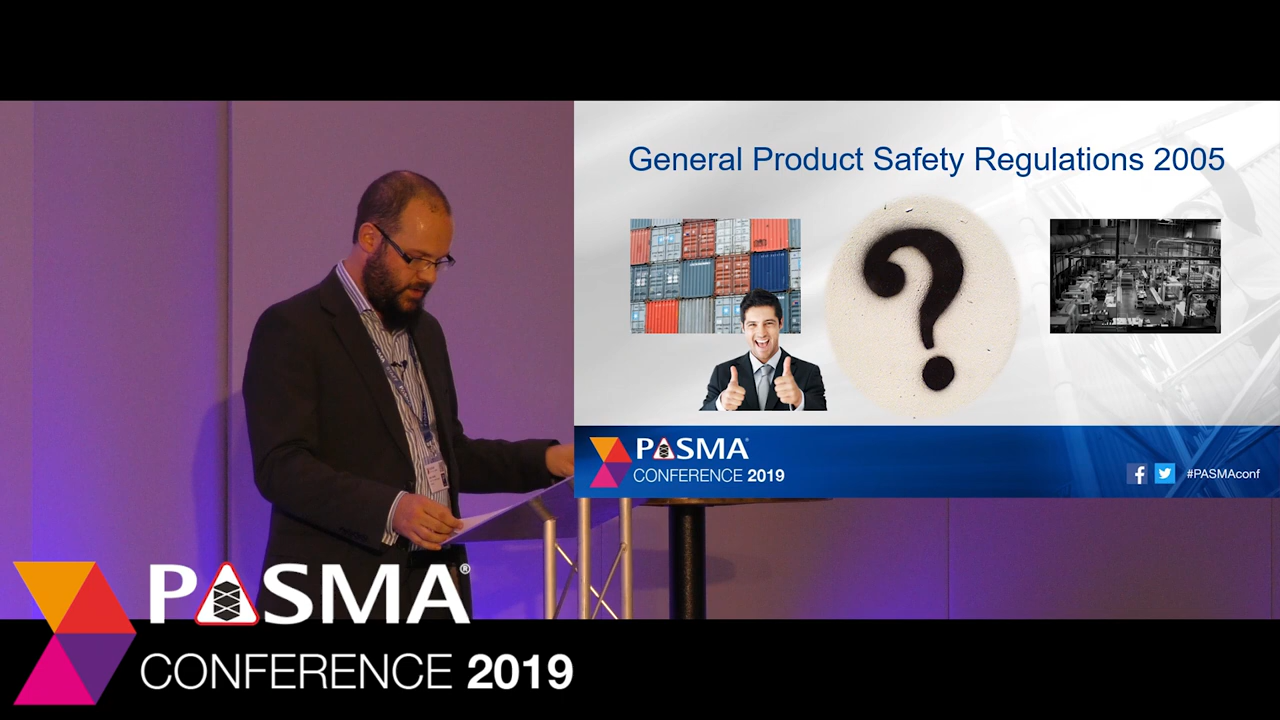 General Product Safety Regulations 2005
PASMA®
CONFERENCE 2019
#PASMAconf
PASMA®
CONFERENCE 2019